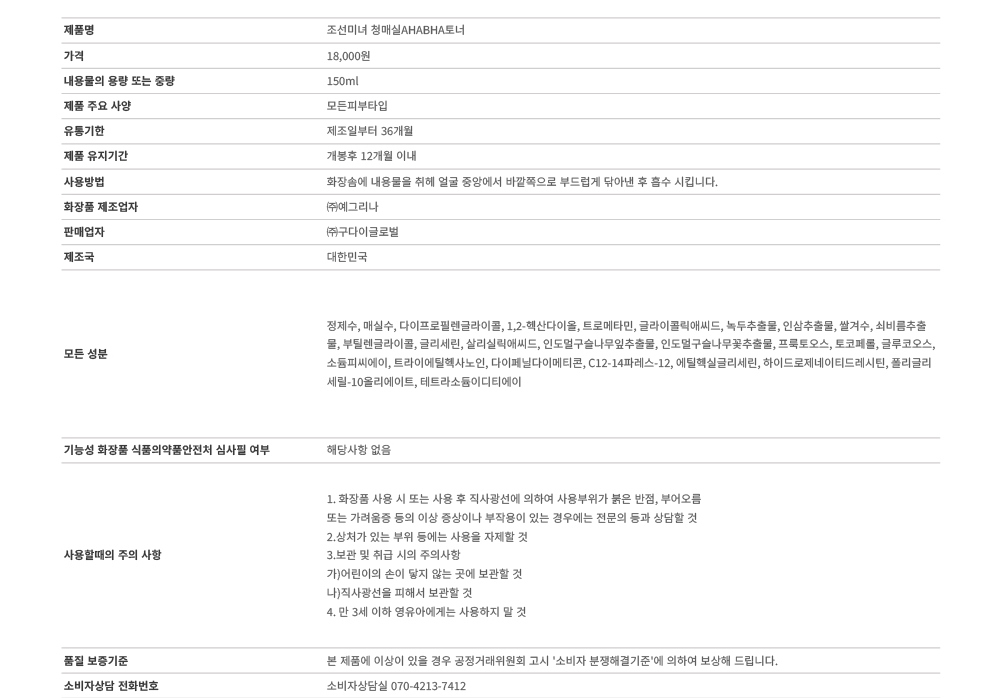 제품명 조선미녀 청매실AHABHA토너
가격 18,000원
내용물의 용량 또는 중량 150ml
제품 주요 사양 모든피부타입
유통기한 제조일부터 36개월
제품 유지기간 개봉후 12개월 이내
사용방법 화장솜에 내용물을 취해 얼굴 중앙에서 바깥쪽으로 부드럽게 닦아낸 후 흡수 시킵니다.
화장품 제조업자 ㈜예그리나
판매업자 ㈜구다이글로벌
제조국 대한민국
모든 성분
정제수, 매실수, 다이프로필렌글라이콜, 1,2-헥산다이올, 트로메타민, 글라이콜릭애씨드, 녹두추출물, 인삼추출물, 쌀겨수, 쇠비름추출
물, 부틸렌글라이콜, 글리세린, 살리실릭애씨드, 인도멀구슬나무잎추출물, 인도멀구슬나무꽃추출물, 프룩토오스, 토코페롤, 글루코오스,
소듐피씨에이, 트라이에틸헥사노인, 다이페닐다이메티콘, C12-14파레스-12, 에틸헥실글리세린, 하이드로제네이티드레시틴, 폴리글리
세릴-10올리에이트, 테트라소듐이디티에이
기능성 화장품 식품의약품안전처 심사필 여부 해당사항 없음
사용할때의 주의 사항
1. 화장품 사용 시 또는 사용 후 직사광선에 의하여 사용부위가 붉은 반점, 부어오름
또는 가려움증 등의 이상 증상이나 부작용이 있는 경우에는 전문의 등과 상담할 것
2.상처가 있는 부위 등에는 사용을 자제할 것
3.보관 및 취급 시의 주의사항
가)어린이의 손이 닿지 않는 곳에 보관할 것
나)직사광선을 피해서 보관할 것
4. 만 3세 이하 영유아에게는 사용하지 말 것
품질 보증기준 본 제품에 이상이 있을 경우 공정거래위원회 고시 '소비자 분쟁해결기준'에 의하여 보상해 드립니다.
소비자상담 전화번호 소비자상담실 070-4213-7412